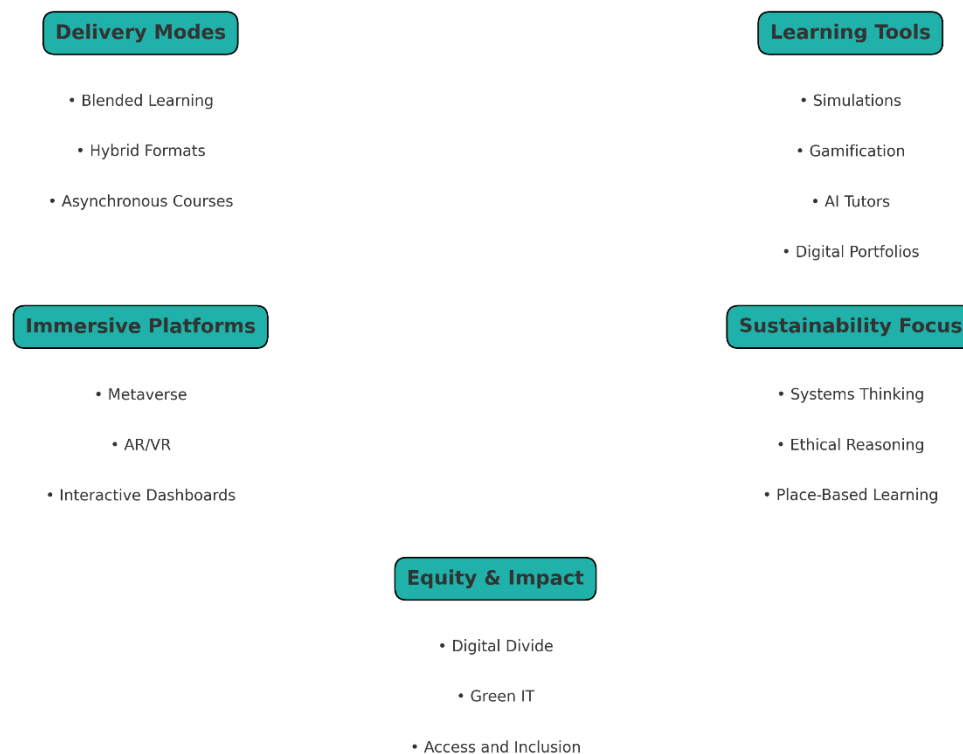 Delivery Modes
• Blended Learning
• Hybrid Formats
• Asynchronous Courses
Learning Tools
• Simulations
• Gamification
• AI Tutors
• Digital Portfolios
Immersive Platforms
• Metaverse
• AR/VR
• Interactive Dashboards
Sustainability Focus
• Systems Thinking
• Ethical Reasoning
• Place-Based Learning
Equity & Impact
• Digital Divide
• Green IT
• Access and Inclusion